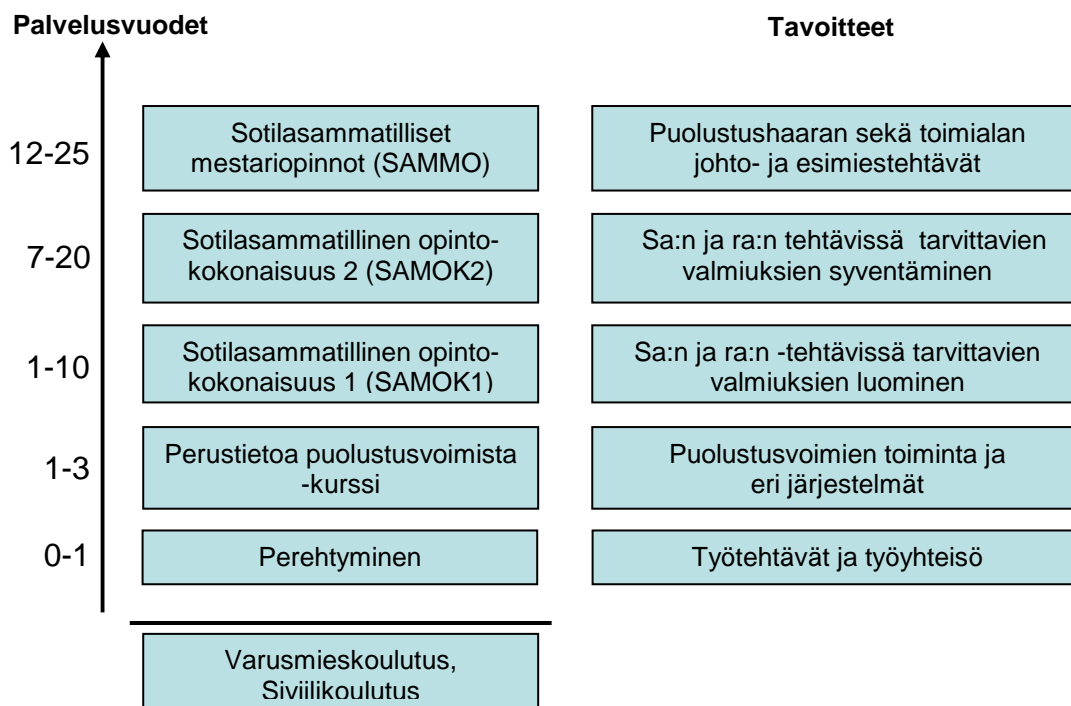 Palvelusvuodet
Tavoitteet
12-25
Sotilasammatilliset
mestariopinnot (SAMMO)
Puolustushaaran sekä toimialan
johto- ja esimiestehtävät
7-20
Sotilasammatillinen opinto-
kokonaisuus 2 (SAMOK2)
Sa:n ja ra:n tehtävissä tarvittavien
valmiuksien syventäminen
1-10
Sotilasammatillinen opinto-
kokonaisuus 1 (SAMOK1)
Sa:n ja ra:n -tehtävissä tarvittavien
valmiuksien luominen
1-3
Perustietoa puolustusvoimista
-kurssi
Puolustusvoimien toiminta ja
eri järjestelmät
0-1
Perehtyminen
Työtehtävät ja työyhteisö
Varusmieskoulutus,
Siviilikoulutus